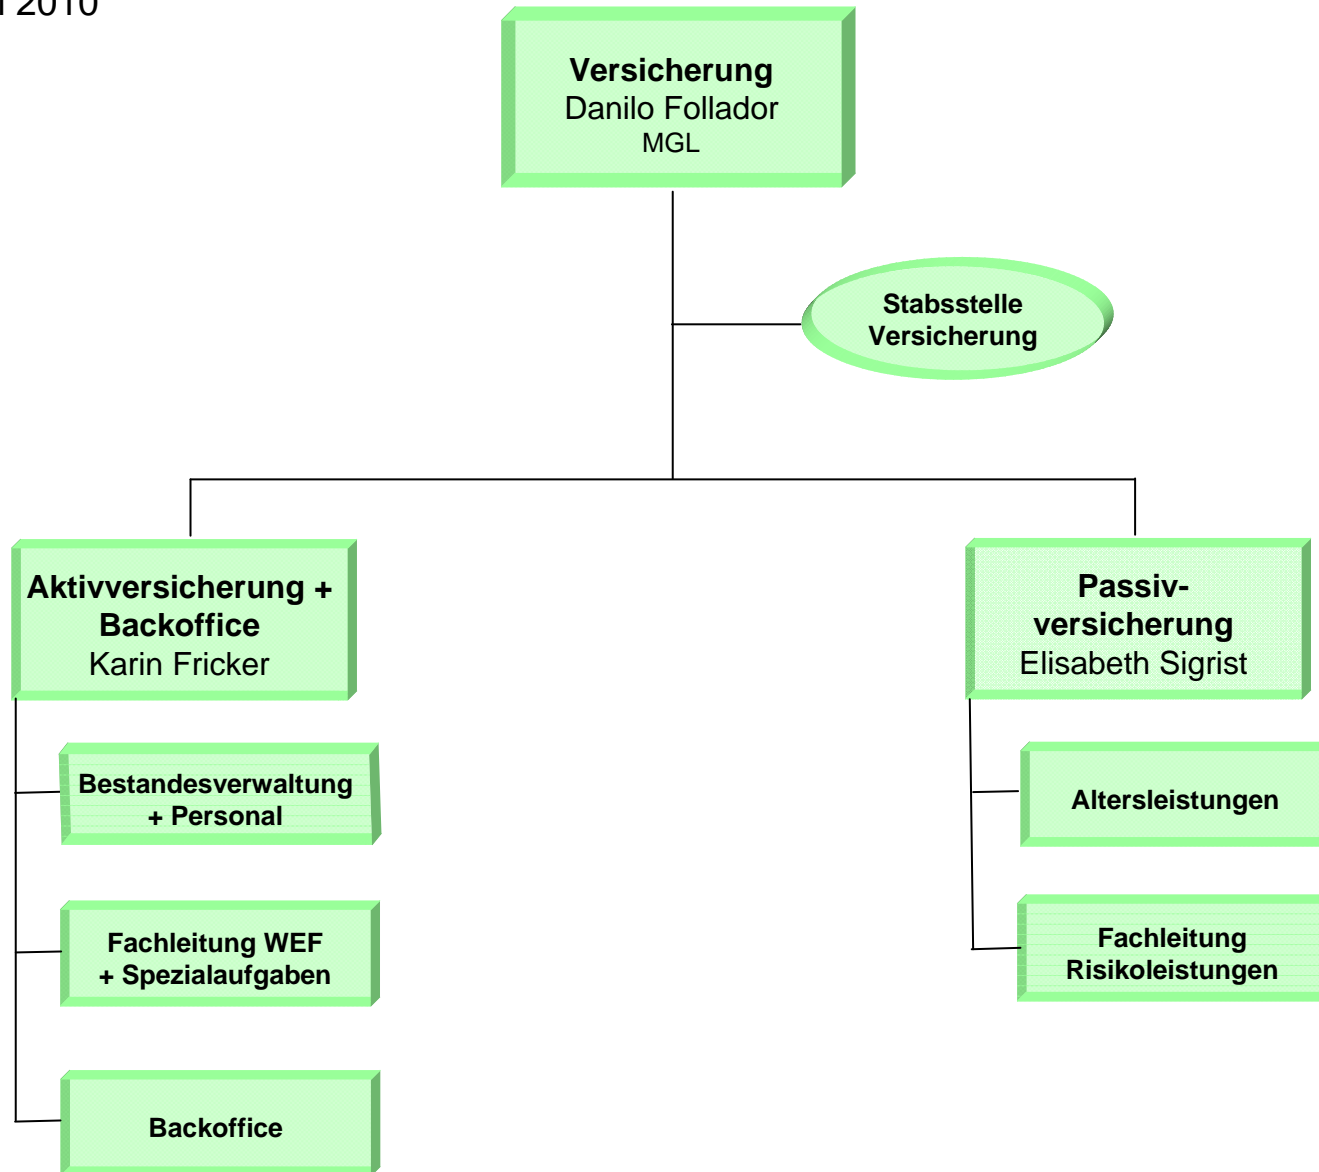 2010
Versicherung
Danilo Follador
MGL
Stabsstelle
Versicherung
Aktivversicherung +
Backoffice
Karin Fricker
Passiv-
versicherung
Elisabeth Sigrist
Bestandesverwaltung
+ Personal
Altersleistungen
Fachleitung WEF
+ Spezialaufgaben
Fachleitung
Risikoleistungen
Backoffice